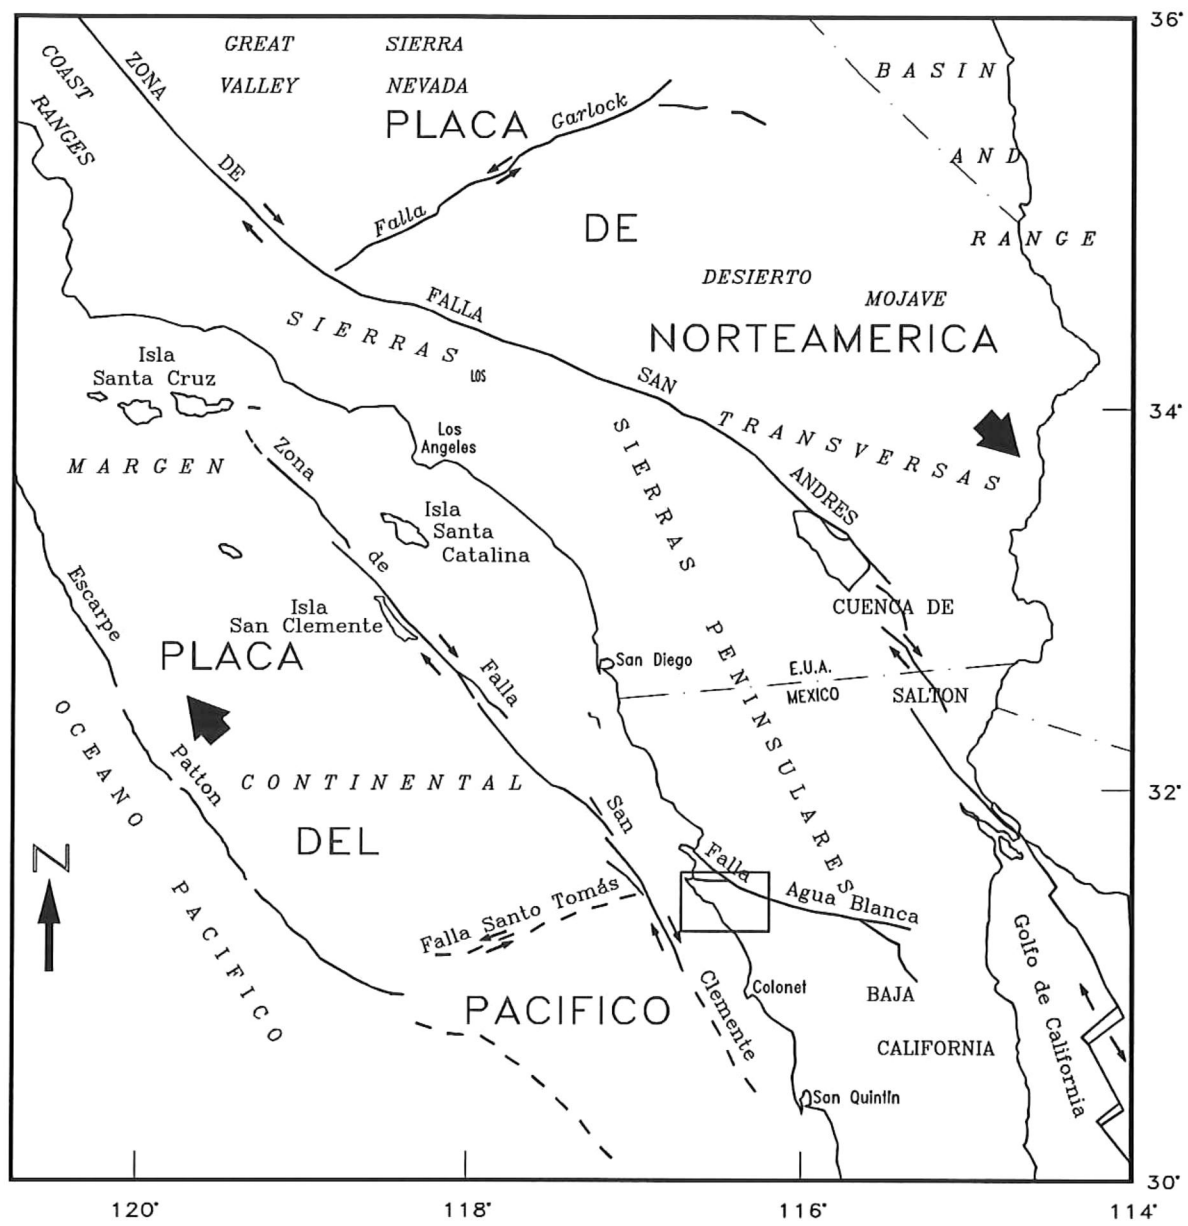 36°
GREAT
VALLEY
SIERRA
NEVADA
COAST
RANGES
BASIN
AND
RANGE
PLACA
DE
NORTEAMERICA
Falla Garlock
ZONA DE FALLA SAN ANDRES
DESIERTO
MOJAVE
SIERRAS
LOS
TRANSVERSAS
34°
Isla
Santa Cruz
Los
Angeles
MARGEN
Isla
Santa
Catalina
Isla
San Clemente
Zona de Falla San Clemente
SIERRAS PENINSULARES
CUENCA DE
SALTON
PLACA
DEL
PACIFICO
San Diego
E.U.A.
MEXICO
Escarpe Patton
OCEANO PACIFICO
CONTINENTAL
32°
N
Falla Santo Tomás
Falla Agua Blanca
Colonet
BAJA
CALIFORNIA
Golfo de California
San Quintín
30°
120°
118°
116°
114°